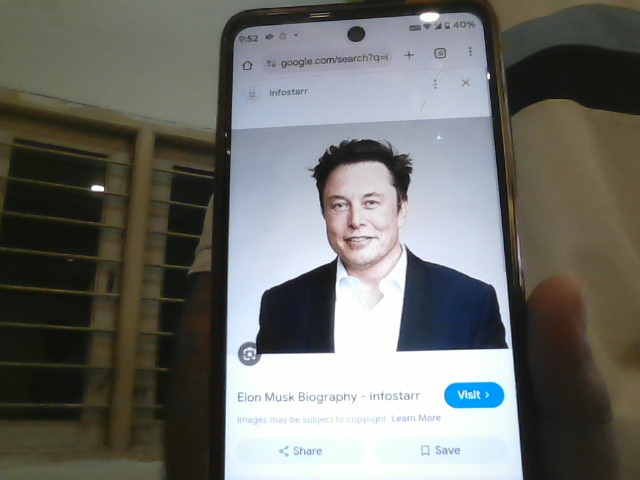 9:52
40%
google.com/search?q=
Infostarr
Elon Musk Biography - infostarr
Visit
Images may be subject to copyright. Learn More
Share
Save